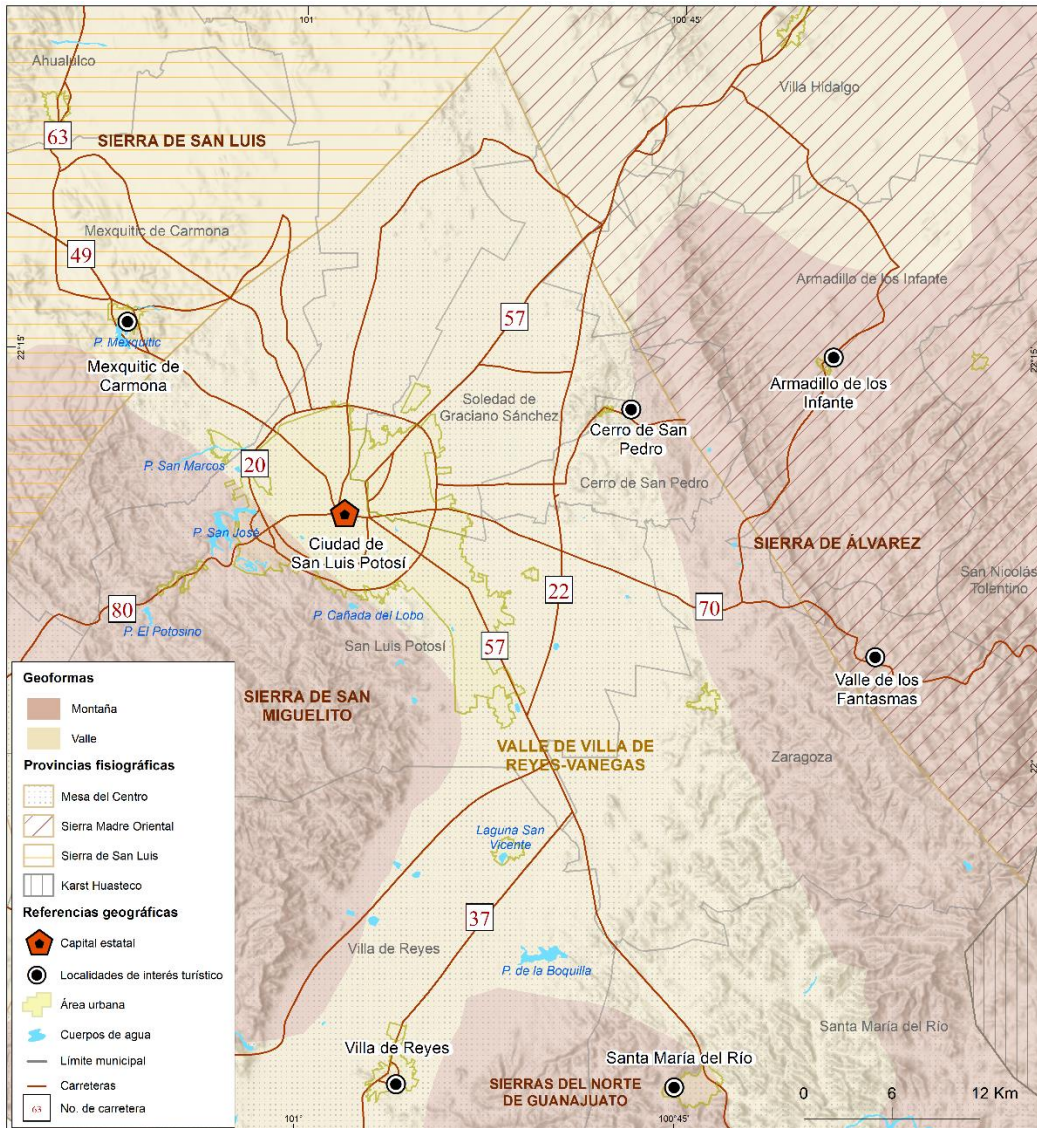 101
100°45'
Ahualulco
Villa Hidalgo
63
SIERRA DE SAN LUIS
Mexquitic de Carmona
49
Armadillo de los Infante
57
P. Mexquitic
22°15'
22°15'
Mexquitic de
Carmona
Armadillo de los
Infante
Soledad de
Graciano Sánchez
Cerro de San
Pedro
P. San Marcos
20
Cerro de San Pedro
P. San José
Ciudad de
San Luis Potosí
SIERRA DE ÁLVAREZ
San Nicolás
Tolentino
80
P. El Potosino
P. Cañada del Lobo
22
70
San Luis Potosí
57
Valle de los
Fantasmas
SIERRA DE SAN
MIGUELITO
VALLE DE VILLA DE
REYES-VANEGAS
Zaragoza
22°
Laguna San
Vicente
37
Villa de Reyes
P. de la Boquilla
Santa María del Río
Villa de Reyes
Santa María del Río
SIERRAS DEL NORTE
DE GUANAJUATO
0 6 12 Km
101°
100°45'
Geoformas
Montaña
Valle
Provincias fisiográficas
Mesa del Centro
Sierra Madre Oriental
Sierra de San Luis
Karst Huasteco
Referencias geográficas
Capital estatal
Localidades de interés turístico
Área urbana
Cuerpos de agua
Límite municipal
Carreteras
63
No. de carretera